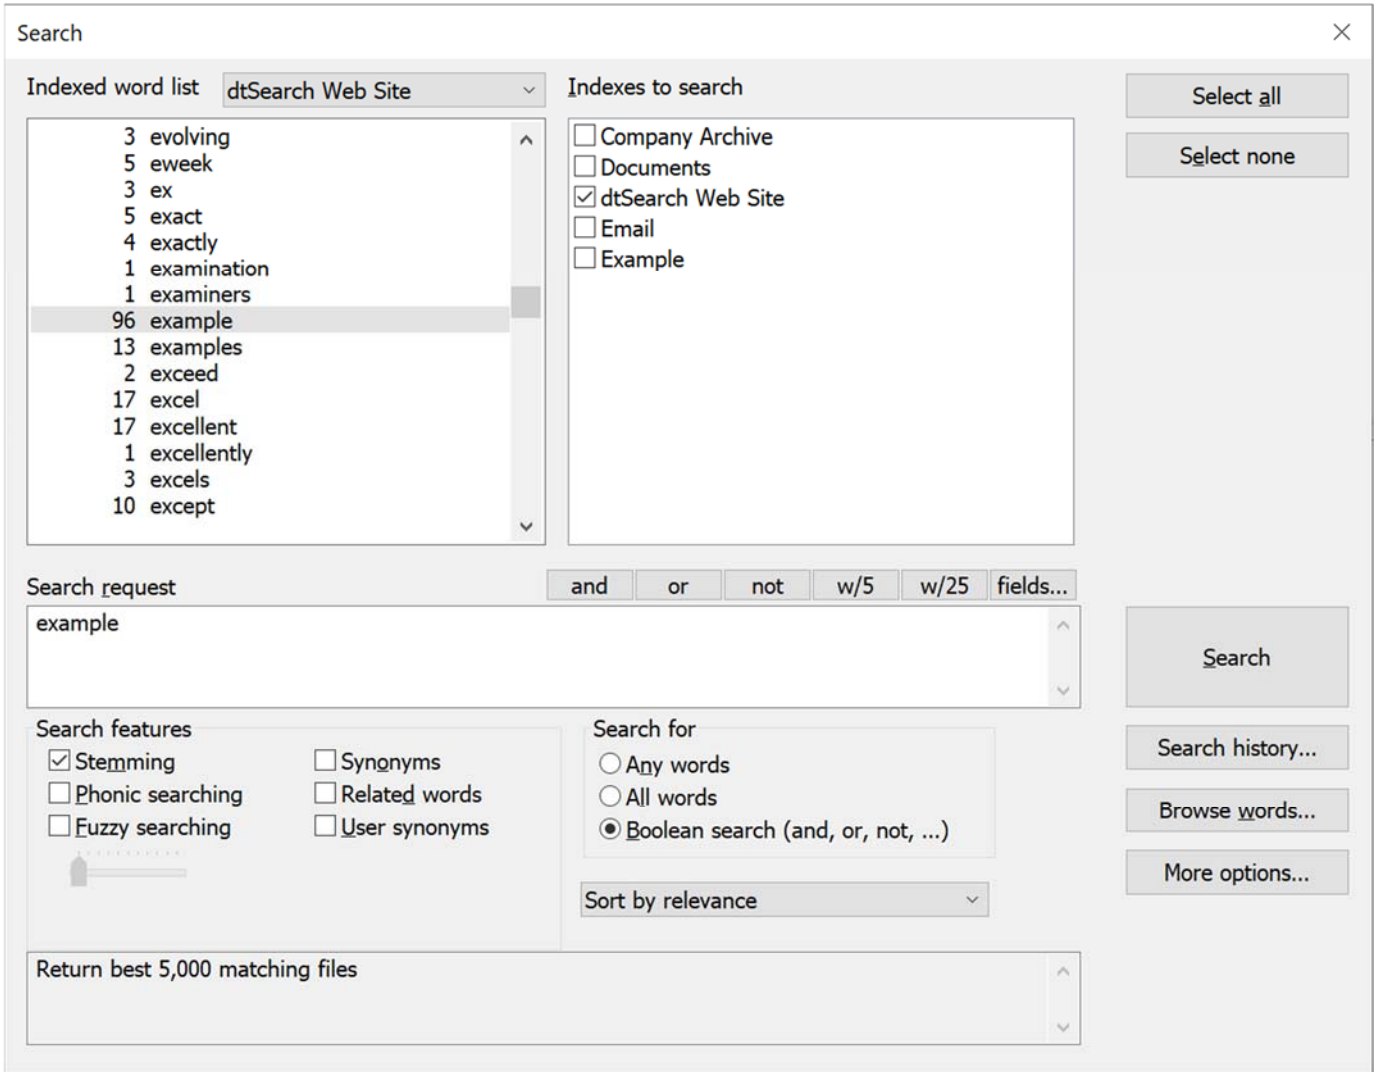 Search
Indexed word list
dtSearch Web Site
Indexes to search
Select all
Select none
3 evolving
5 eweek
3 ex
5 exact
4 exactly
1 examination
1 examiners
96 example
13 examples
2 exceed
17 excel
17 excellent
1 excellently
3 excels
10 except
Company Archive
Documents
dtSearch Web Site
Email
Example
Search request
and or not w/5 w/25 fields...
example
Search
Search features
Stemming
Phonic searching
Fuzzy searching
Synonyms
Related words
User synonyms
Search for
Any words
All words
Boolean search (and, or, not, ...)
Sort by relevance
Search history...
Browse words...
More options...
Return best 5,000 matching files